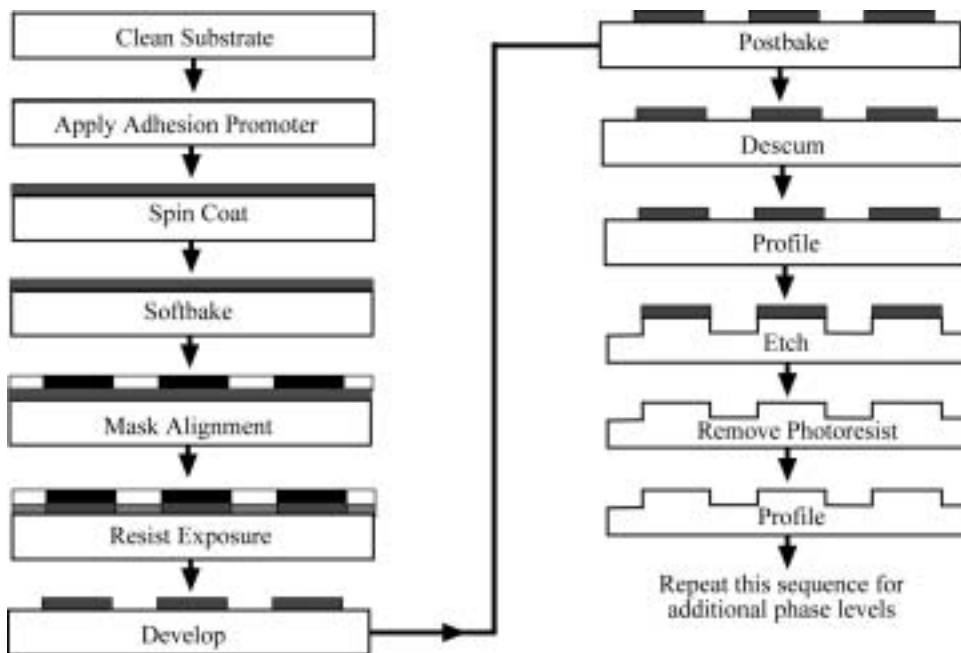 Clean Substrate
Apply Adhesion Promoter
Spin Coat
Softbake
Mask Alignment
Resist Exposure
Develop
Postbake
Descum
Profile
Etch
Remove Photoresist
Profile
Repeat this sequence for
additional phase levels